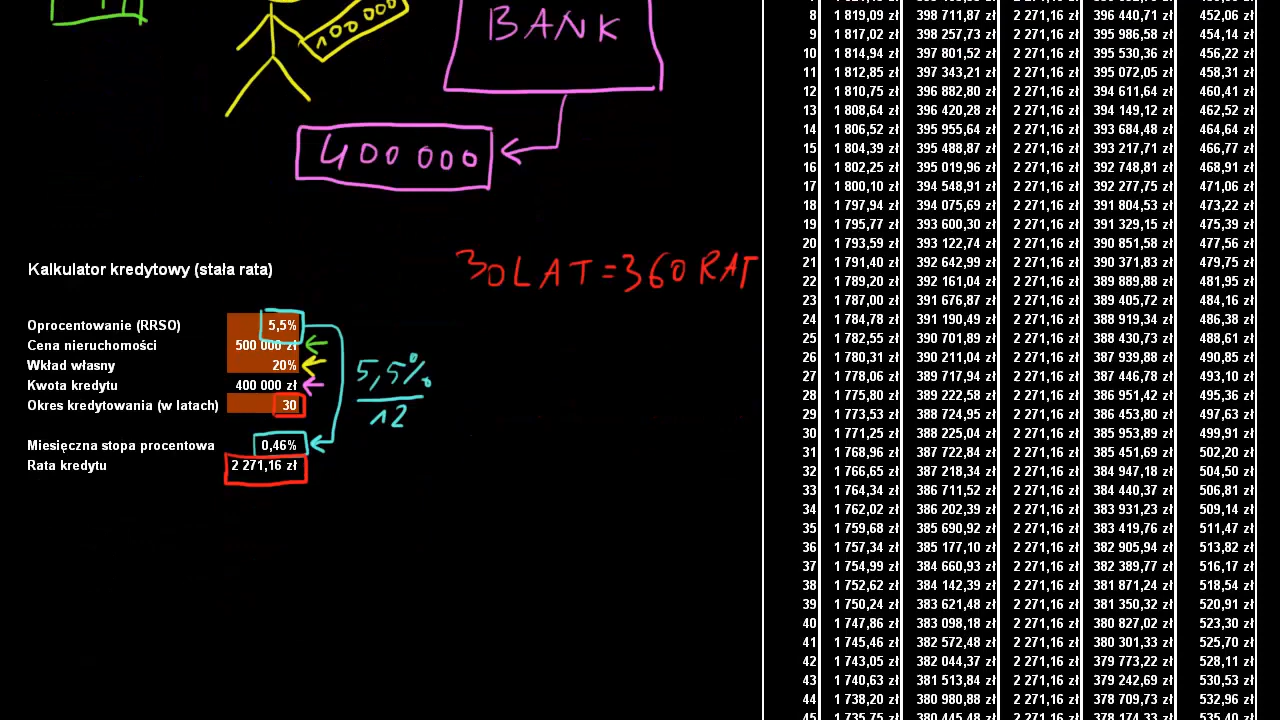 100 000
BANK
400 000
30 LAT = 360 RAT
Kalkulator kredytowy (stała rata)
Oprocentowanie (RRSO) 5,5%
Cena nieruchomości 500 000 zł
Wkład własny 20%
Kwota kredytu 400 000 zł
Okres kredytowania (w latach) 30
Miesięczna stopa procentowa 0,46%
Rata kredytu 2 271,16 zł
5,5%
12
8 1 819,09 zł 398 711,87 zł 2 271,16 zł 396 440,71 zł 452,06 zł
9 1 817,02 zł 398 257,73 zł 2 271,16 zł 395 986,58 zł 454,14 zł
10 1 814,94 zł 397 801,52 zł 2 271,16 zł 395 530,36 zł 456,22 zł
11 1 812,85 zł 397 343,21 zł 2 271,16 zł 395 072,05 zł 458,31 zł
12 1 810,75 zł 396 882,80 zł 2 271,16 zł 394 611,64 zł 460,41 zł
13 1 808,64 zł 396 420,28 zł 2 271,16 zł 394 149,12 zł 462,52 zł
14 1 806,52 zł 395 955,64 zł 2 271,16 zł 393 684,48 zł 464,64 zł
15 1 804,39 zł 395 488,87 zł 2 271,16 zł 393 217,71 zł 466,77 zł
16 1 802,25 zł 395 019,96 zł 2 271,16 zł 392 748,81 zł 468,91 zł
17 1 800,10 zł 394 548,91 zł 2 271,16 zł 392 277,75 zł 471,06 zł
18 1 797,94 zł 394 075,69 zł 2 271,16 zł 391 804,53 zł 473,22 zł
19 1 795,77 zł 393 600,30 zł 2 271,16 zł 391 329,15 zł 475,39 zł
20 1 793,59 zł 393 122,74 zł 2 271,16 zł 390 851,58 zł 477,56 zł
21 1 791,40 zł 392 642,99 zł 2 271,16 zł 390 371,83 zł 479,75 zł
22 1 789,20 zł 392 161,04 zł 2 271,16 zł 389 889,88 zł 481,95 zł
23 1 787,00 zł 391 676,87 zł 2 271,16 zł 389 405,72 zł 484,16 zł
24 1 784,78 zł 391 190,49 zł 2 271,16 zł 388 919,34 zł 486,38 zł
25 1 782,55 zł 390 701,89 zł 2 271,16 zł 388 430,73 zł 488,61 zł
26 1 780,31 zł 390 211,04 zł 2 271,16 zł 387 939,88 zł 490,85 zł
27 1 778,06 zł 389 717,94 zł 2 271,16 zł 387 446,78 zł 493,10 zł
28 1 775,80 zł 389 222,58 zł 2 271,16 zł 386 951,42 zł 495,36 zł
29 1 773,53 zł 388 724,95 zł 2 271,16 zł 386 453,80 zł 497,63 zł
30 1 771,25 zł 388 225,04 zł 2 271,16 zł 385 953,89 zł 499,91 zł
31 1 768,96 zł 387 722,84 zł 2 271,16 zł 385 451,69 zł 502,20 zł
32 1 766,65 zł 387 218,34 zł 2 271,16 zł 384 947,18 zł 504,50 zł
33 1 764,34 zł 386 711,52 zł 2 271,16 zł 384 440,37 zł 506,81 zł
34 1 762,02 zł 386 202,39 zł 2 271,16 zł 383 931,23 zł 509,14 zł
35 1 759,68 zł 385 690,92 zł 2 271,16 zł 383 419,76 zł 511,47 zł
36 1 757,34 zł 385 177,10 zł 2 271,16 zł 382 905,94 zł 513,82 zł
37 1 754,99 zł 384 660,93 zł 2 271,16 zł 382 389,77 zł 516,17 zł
38 1 752,62 zł 384 142,39 zł 2 271,16 zł 381 871,24 zł 518,54 zł
39 1 750,24 zł 383 621,48 zł 2 271,16 zł 381 350,32 zł 520,91 zł
40 1 747,86 zł 383 098,18 zł 2 271,16 zł 380 827,02 zł 523,30 zł
41 1 745,46 zł 382 572,48 zł 2 271,16 zł 380 301,33 zł 525,70 zł
42 1 743,05 zł 382 044,37 zł 2 271,16 zł 379 773,22 zł 528,11 zł
43 1 740,63 zł 381 513,84 zł 2 271,16 zł 379 242,69 zł 530,53 zł
44 1 738,20 zł 380 980,88 zł 2 271,16 zł 378 709,73 zł 532,96 zł
45 1 735,75 zł 380 445,48 zł 2 271,16 zł 378 174,33 zł 535,40 zł